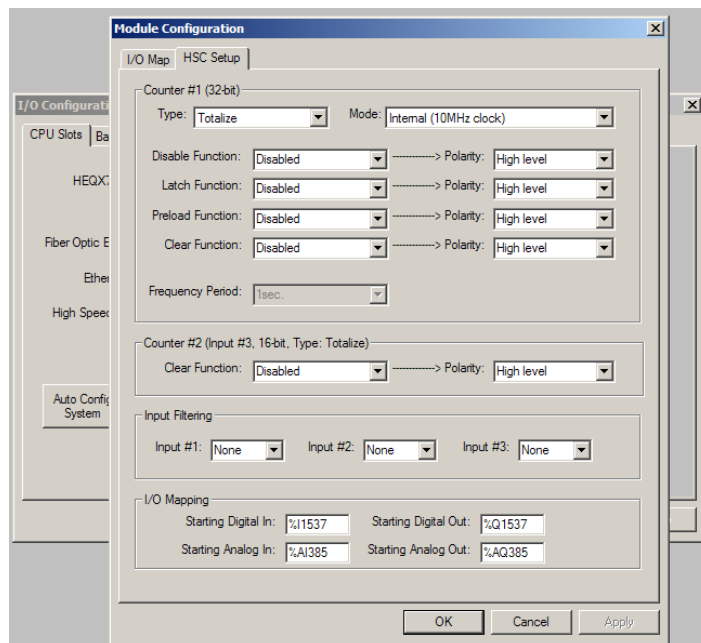 Module Configuration
I/O Map HSC Setup
Counter #1 (32-bit)
Type: Totalize Mode: Internal (10MHz clock)
Disable Function: Disabled ------------> Polarity: High level
Latch Function: Disabled ------------> Polarity: High level
Preload Function: Disabled ------------> Polarity: High level
Clear Function: Disabled ------------> Polarity: High level
Frequency Period: 1sec.
Counter #2 (Input #3, 16-bit, Type: Totalize)
Clear Function: Disabled ------------> Polarity: High level
Input Filtering
Input #1: None Input #2: None Input #3: None
I/O Mapping
Starting Digital In: %I1537 Starting Digital Out: %Q1537
Starting Analog In: %AI385 Starting Analog Out: %AQ385
OK Cancel Apply
I/O Configurati
CPU Slots Ba
HEQX7
Fiber Optic E
Ether
High Speed
Auto Config
System